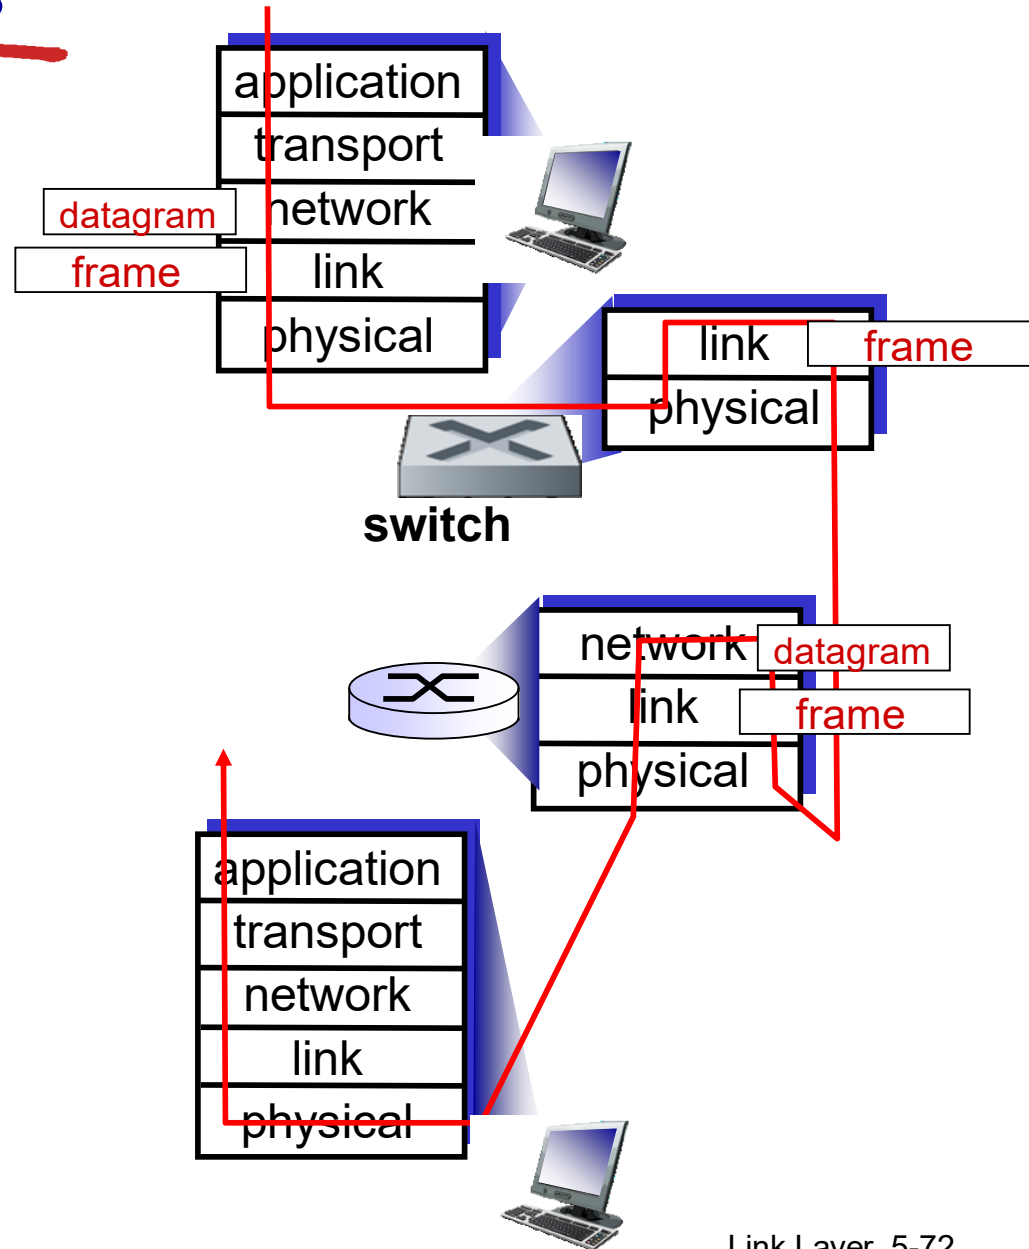 application
transport
datagram
network
frame
link
physical
link
frame
physical
switch
network
datagram
link
frame
physical
application
transport
network
link
physical
Link Layer 5-72